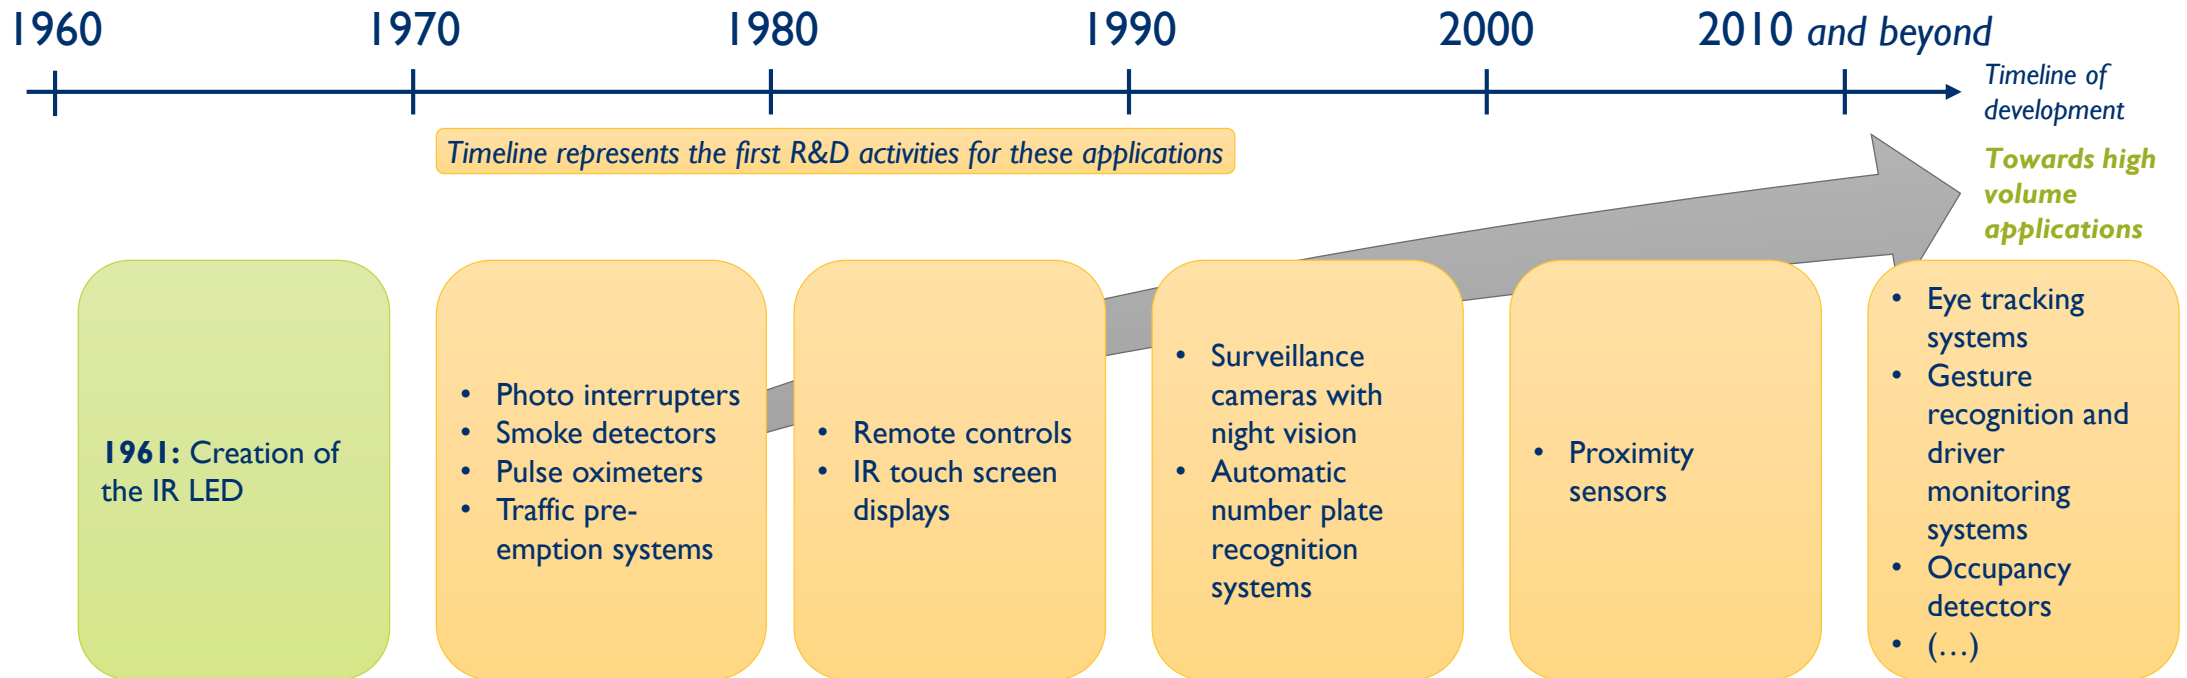 1960 1970 1980 1990 2000 2010 and beyond
Timeline of
development
Timeline represents the first R&D activities for these applications
Towards high
volume
applications
1961: Creation of
the IR LED
• Photo interrupters
• Smoke detectors
• Pulse oximeters
• Traffic pre-
emption systems
• Remote controls
• IR touch screen
displays
• Surveillance
cameras with
night vision
• Automatic
number plate
recognition
systems
• Proximity
sensors
• Eye tracking
systems
• Gesture
recognition and
driver
monitoring
systems
• Occupancy
detectors
• (…)